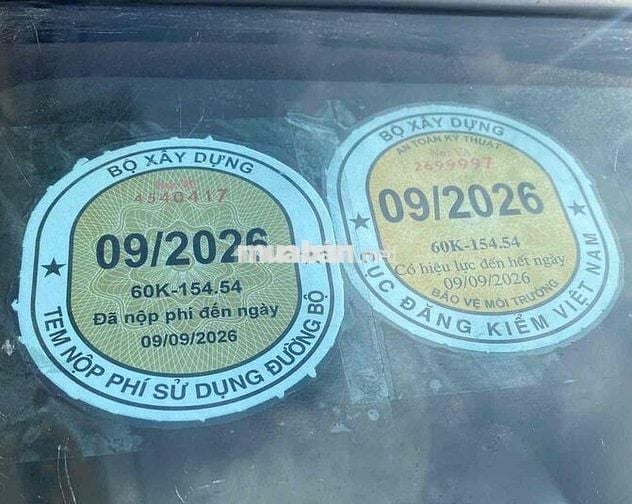 BỘ XÂY DỰNG
4540417
09/2026
60K-154.54
Đã nộp phí đến ngày
09/09/2026
TEM NỘP PHÍ SỬ DỤNG ĐƯỜNG BỘ
BỘ XÂY DỰNG
AN TOÀN KỸ THUẬT
2699997
09/2026
60K-154.54
Có hiệu lực đến hết ngày
09/09/2026
BẢO VỆ MÔI TRƯỜNG
CỤC ĐĂNG KIỂM VIỆT NAM
muaban.net